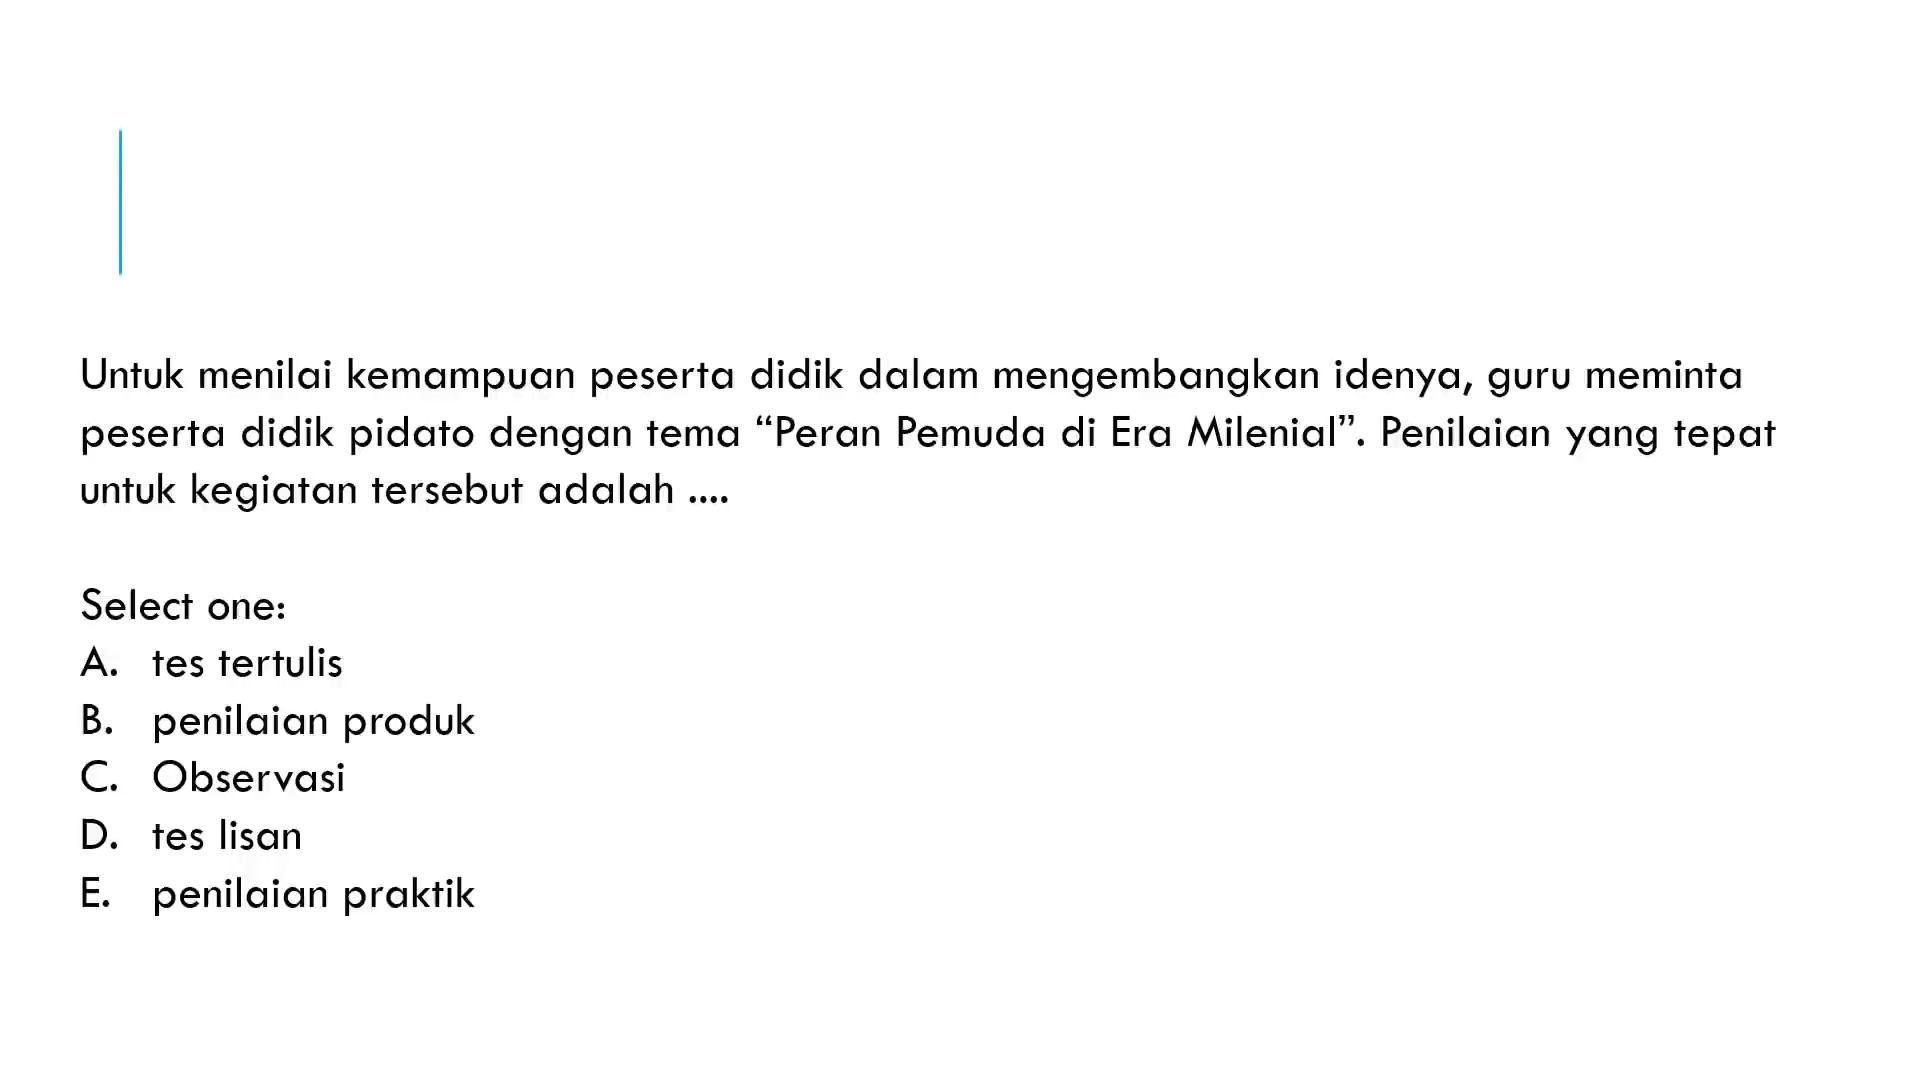 Untuk menilai kemampuan peserta didik dalam mengembangkan idenya, guru meminta
peserta didik pidato dengan tema “Peran Pemuda di Era Milenial”. Penilaian yang tepat
untuk kegiatan tersebut adalah ....
Select one:
A. tes tertulis
B. penilaian produk
C. Observasi
D. tes lisan
E. penilaian praktik